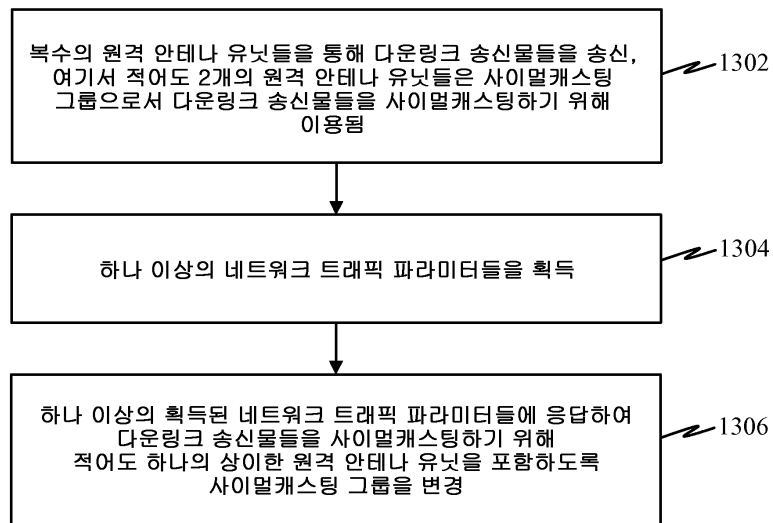 복수의 원격 안테나 유닛들을 통해 다운링크 송신물들을 송신,
여기서 적어도 2개의 원격 안테나 유닛들은 사이멀캐스팅
그룹으로서 다운링크 송신물들을 사이멀캐스팅하기 위해
이용됨
1302
하나 이상의 네트워크 트래픽 파라미터들을 획득
1304
하나 이상의 획득된 네트워크 트래픽 파라미터들에 응답하여
다운링크 송신물들을 사이멀캐스팅하기 위해
적어도 하나의 상이한 원격 안테나 유닛을 포함하도록
사이멀캐스팅 그룹을 변경
1306